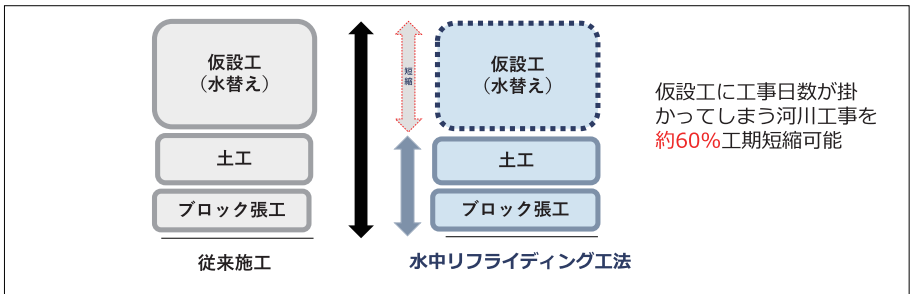 仮設工
(水替え)
土工
ブロック張工
従来施工
短縮
仮設工
(水替え)
土工
ブロック張工
水中リフライディング工法
仮設工に工事日数が掛
かってしまう河川工事を
約60%工期短縮可能